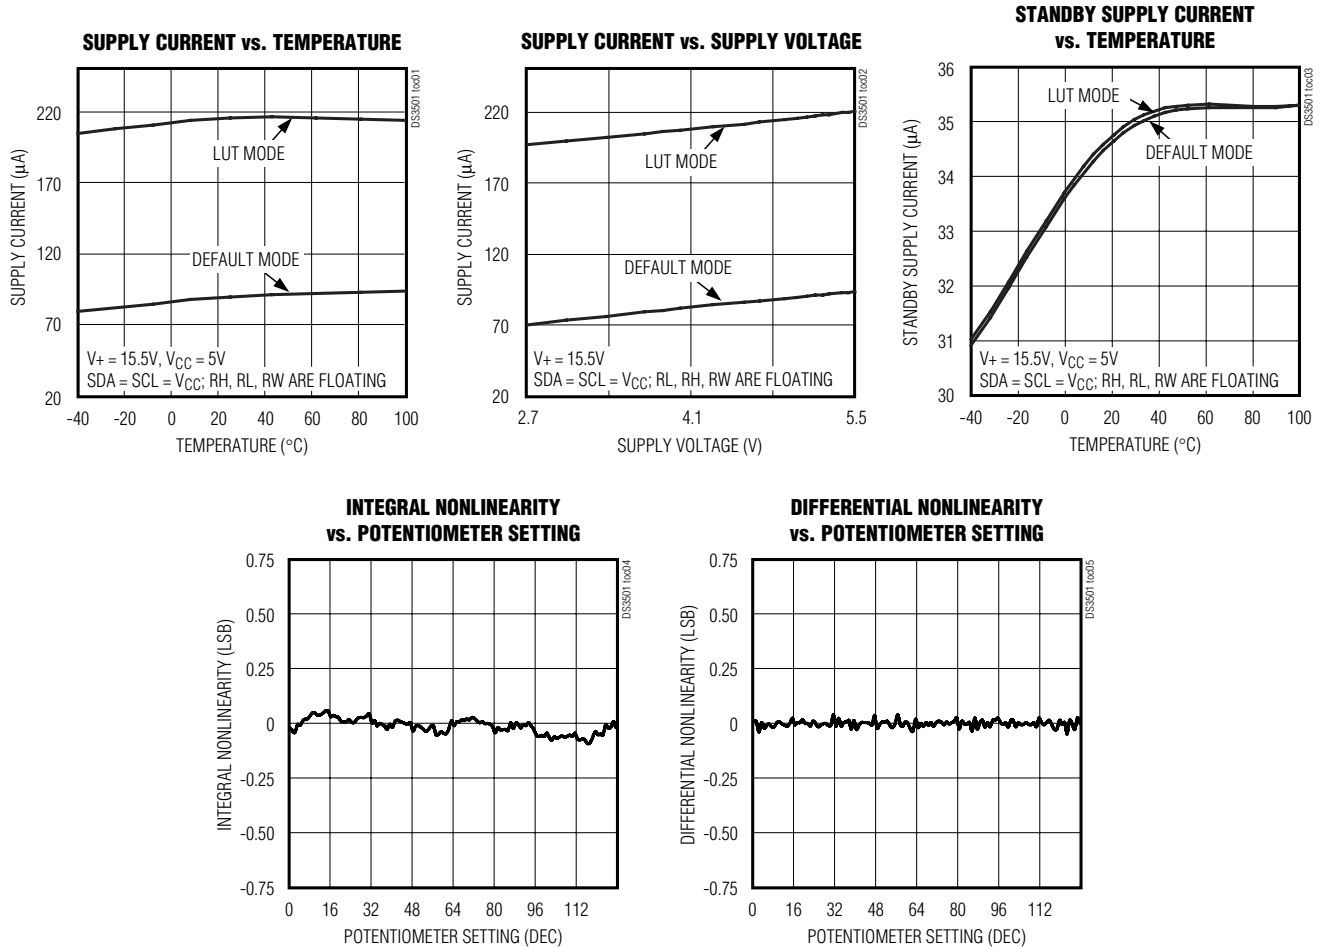 SUPPLY CURRENT vs. TEMPERATURE
SUPPLY CURRENT (µA)
220
170
120
70
20
LUT MODE
DEFAULT MODE
V+ = 15.5V, VCC = 5V
SDA = SCL = VCC; RH, RL, RW ARE FLOATING
-40 -20 0 20 40 60 80 100
TEMPERATURE (°C)
DS3501 toc01
SUPPLY CURRENT vs. SUPPLY VOLTAGE
SUPPLY CURRENT (µA)
220
170
120
70
20
LUT MODE
DEFAULT MODE
V+ = 15.5V
SDA = SCL = VCC; RL, RH, RW ARE FLOATING
2.7 4.1 5.5
SUPPLY VOLTAGE (V)
DS3501 toc02
STANDBY SUPPLY CURRENT
vs. TEMPERATURE
STANDBY SUPPLY CURRENT (µA)
36
35
34
33
32
31
30
LUT MODE
DEFAULT MODE
V+ = 15.5V, VCC = 5V
SDA = SCL = VCC; RH, RL, RW ARE FLOATING
-40 -20 0 20 40 60 80 100
TEMPERATURE (°C)
DS3501 toc03
INTEGRAL NONLINEARITY
vs. POTENTIOMETER SETTING
INTEGRAL NONLINEARITY (LSB)
0.75
0.50
0.25
0
-0.25
-0.50
-0.75
0 16 32 48 64 80 96 112
POTENTIOMETER SETTING (DEC)
DS3501 toc04
DIFFERENTIAL NONLINEARITY
vs. POTENTIOMETER SETTING
DIFFERENTIAL NONLINEARITY (LSB)
0.75
0.50
0.25
0
-0.25
-0.50
-0.75
0 16 32 48 64 80 96 112
POTENTIOMETER SETTING (DEC)
DS3501 toc05